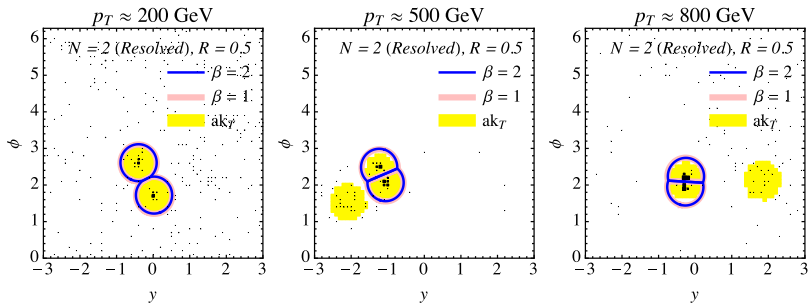 p_T ≈ 200 GeV
N = 2 (Resolved), R = 0.5
β = 2
β = 1
ak_T
ϕ
6
5
4
3
2
1
0
−3 −2 −1 0 1 2 3
y
p_T ≈ 500 GeV
N = 2 (Resolved), R = 0.5
β = 2
β = 1
ak_T
ϕ
6
5
4
3
2
1
0
−3 −2 −1 0 1 2 3
y
p_T ≈ 800 GeV
N = 2 (Resolved), R = 0.5
β = 2
β = 1
ak_T
ϕ
6
5
4
3
2
1
0
−3 −2 −1 0 1 2 3
y